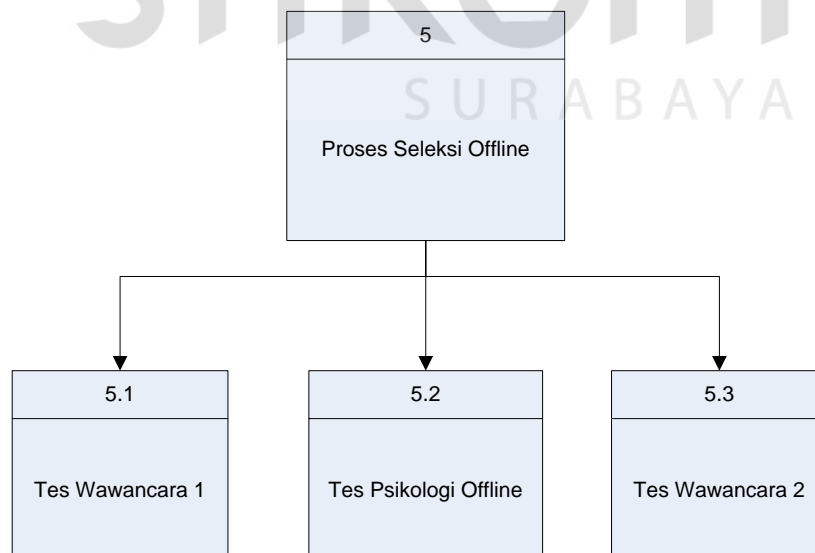 5
SURABAYA
Proses Seleksi Offline
5.1
5.2
5.3
Tes Wawancara 1
Tes Psikologi Offline
Tes Wawancara 2